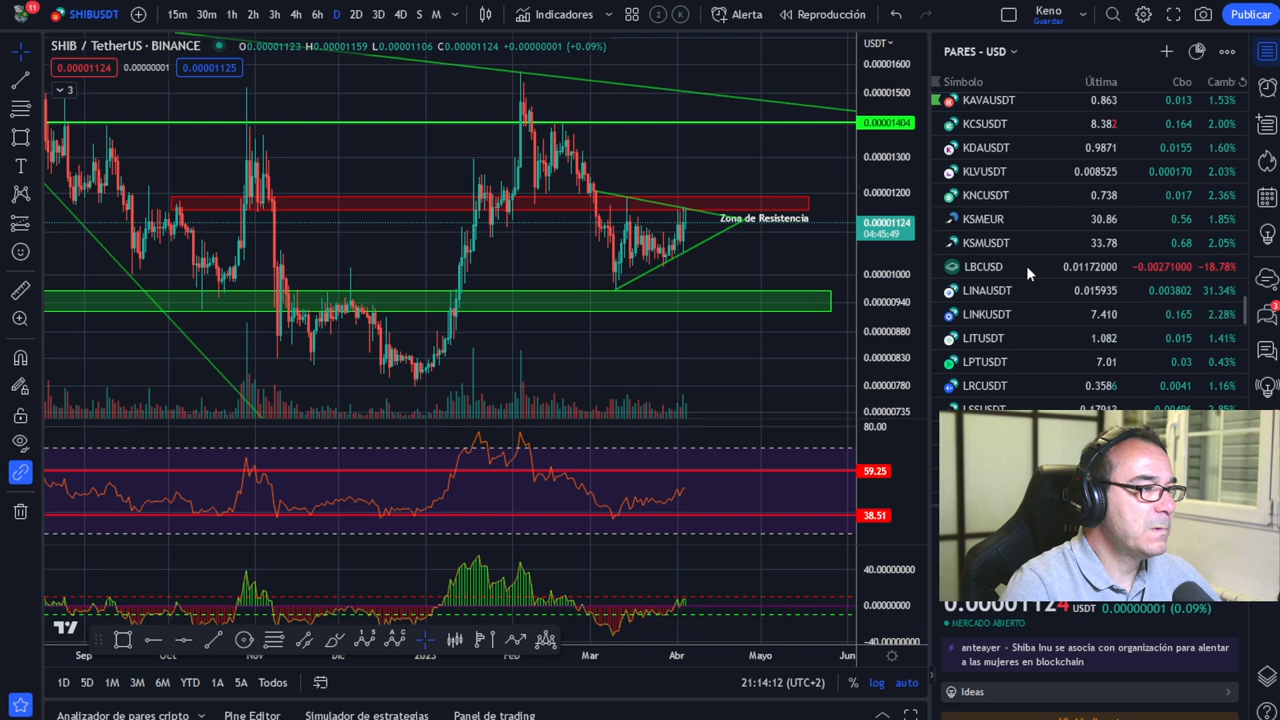 11
SHIBUSDT
15m 30m 1h 2h 3h 4h 6h D 2D 3D 4D S M
Indicadores
2 K
Alerta
Reproducción
Keno
Guardar
Publicar
SHIB / TetherUS · BINANCE
O0.00001123 H0.00001159 L0.00001106 C0.00001124 +0.00000001 (+0.09%)
0.00001124 0.00000001 0.00001125
3
USDT
0.00001600
0.00001500
0.00001404
0.00001300
0.00001200
0.00001124
04:45:49
0.00001000
0.00000940
0.00000880
0.00000830
0.00000780
0.00000735
Zona de Resistencia
80.00
59.25
38.51
40.00000000
0.00000000
-40.00000000
Sep Oct Nov Dic 2023 Feb Mar Abr Mayo Jun
1D 5D 1M 3M 6M YTD 1A 5A Todos
21:14:12 (UTC+2)
% log auto
Analizador de pares cripto Pine Editor Simulador de estrategias Panel de trading
PARES - USD
Símbolo Última Cbo Camb
KAVAUSDT 0.863 0.013 1.53%
KCSUSDT 8.382 0.164 2.00%
KDAUSDT 0.9871 0.0155 1.60%
KLVUSDT 0.008525 0.000170 2.03%
KNCUSDT 0.738 0.017 2.36%
KSMEUR 30.86 0.56 1.85%
KSMUSDT 33.78 0.68 2.05%
LBCUSD 0.01172000 −0.00271000 −18.78%
LINAUSDT 0.015935 0.003802 31.34%
LINKUSDT 7.410 0.165 2.28%
LITUSDT 1.082 0.015 1.41%
LPTUSDT 7.01 0.03 0.43%
LRCUSDT 0.3586 0.0041 1.16%
3
0.00001124 USDT 0.00000001 (0.09%)
MERCADO ABIERTO
anteayer • Shiba Inu se asocia con organización para alentar
a las mujeres en blockchain
Ideas